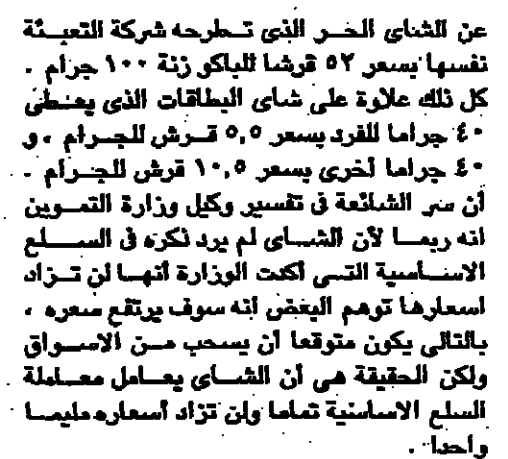 عن الشاى الحر الذى تطرحه شركة التعبئة
نفسها بسعر ٥٢ قرشا للباكو زنة ١٠٠ جرام .
كل ذلك علاوة على شاى البطاقات الذى يعطى
٤٠ جراما للفرد بسعر ٥,٥ قرش للجرام ، و
٤٠ جراما أخرى بسعر ١٠,٥ قرش للجرام .
أن سر الشائعة فى تفسير وكيل وزارة التموين
انه ربما لأن الشاى لم يرد ذكره فى السلع
الاساسية التى أكدت الوزارة أنها لن تزاد
اسعارها توهم البعض انه سوف يرتفع سعره ،
بالتالى يكون متوقعا أن يسحب من الاسواق
ولكن الحقيقة هى أن الشاى يعامل معاملة
السلع الاساسية تماما ولن تزاد أسعاره مليما
واحدا .